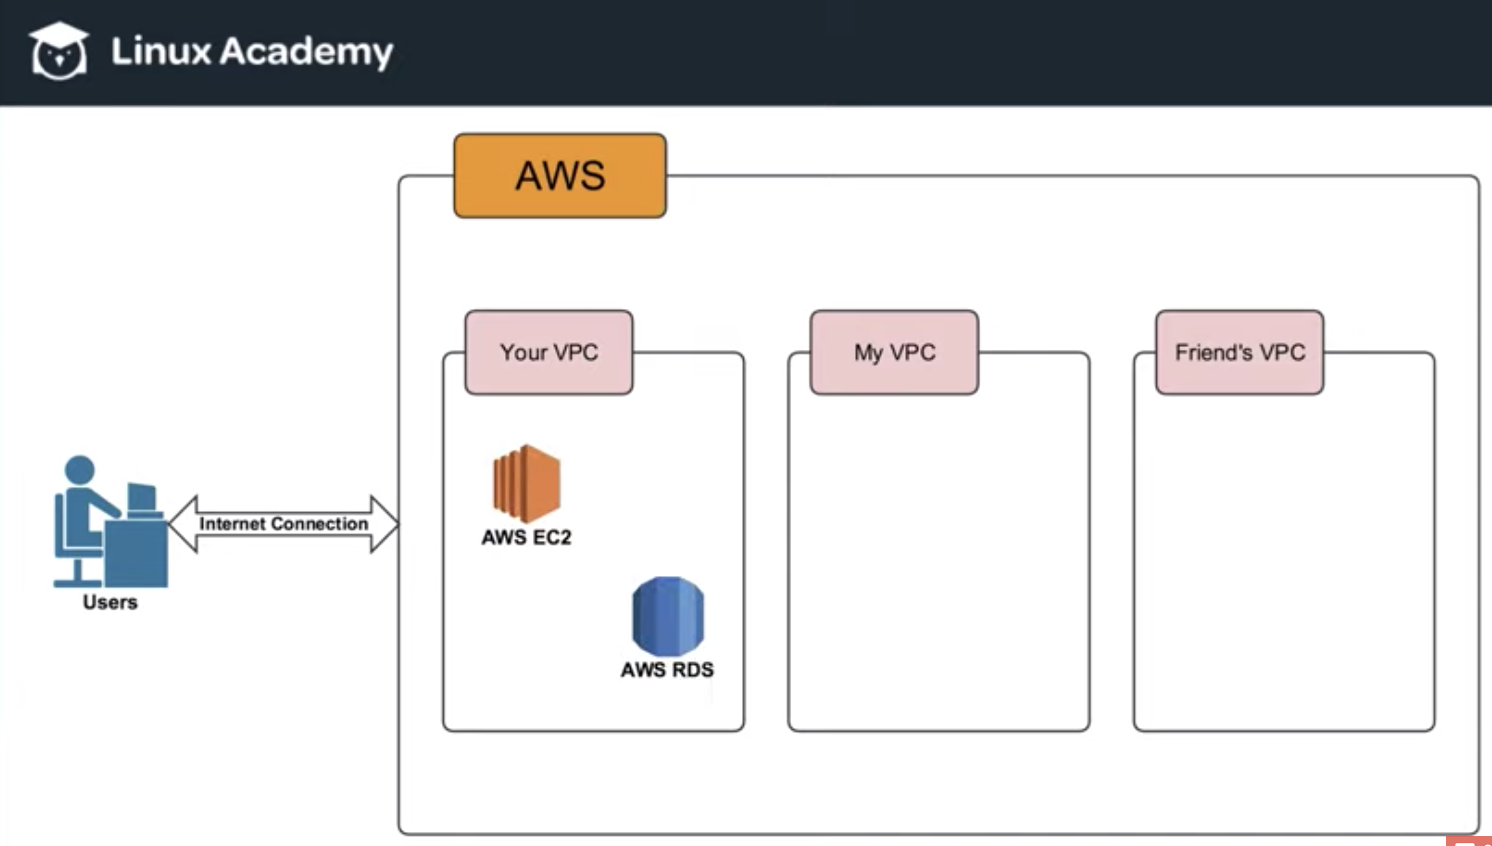 Linux Academy
AWS
Your VPC
My VPC
Friend's VPC
Internet Connection
AWS EC2
Users
AWS RDS